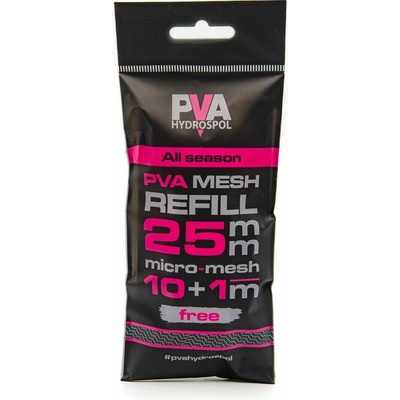 PVA
HYDROSPOL
All season
PVA MESH
REFILL
25mm
micro-mesh
10+1m
free
#pvahydrospol